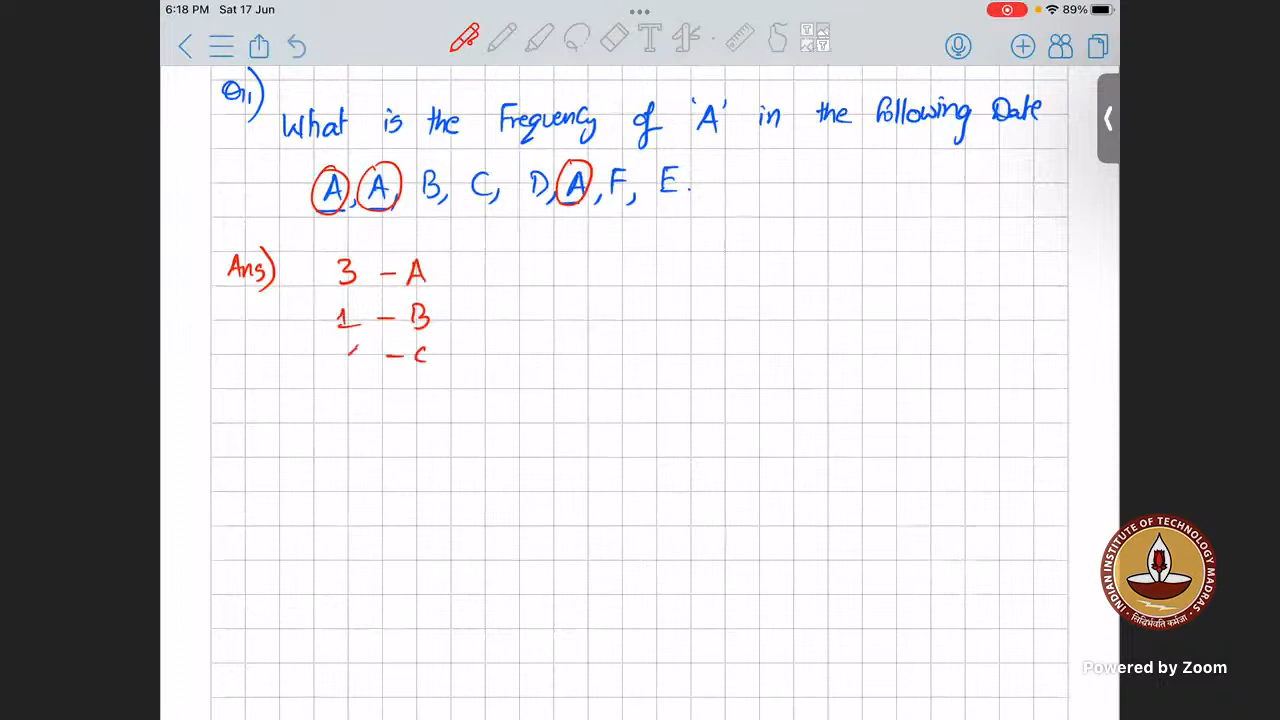 6:18 PM Sat 17 Jun
89%
Q1)
What is the Frequency of 'A' in the following Date
A, A, B, C, D, A, F, E.
Ans) 3 - A
1 - B
- C
INDIAN INSTITUTE OF TECHNOLOGY MADRAS
सिद्धिर्भवति कर्मजा
Powered by Zoom